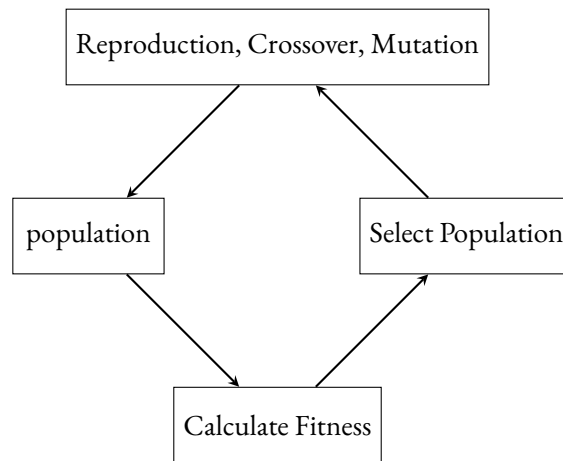 Reproduction, Crossover, Mutation
population
Select Population
Calculate Fitness